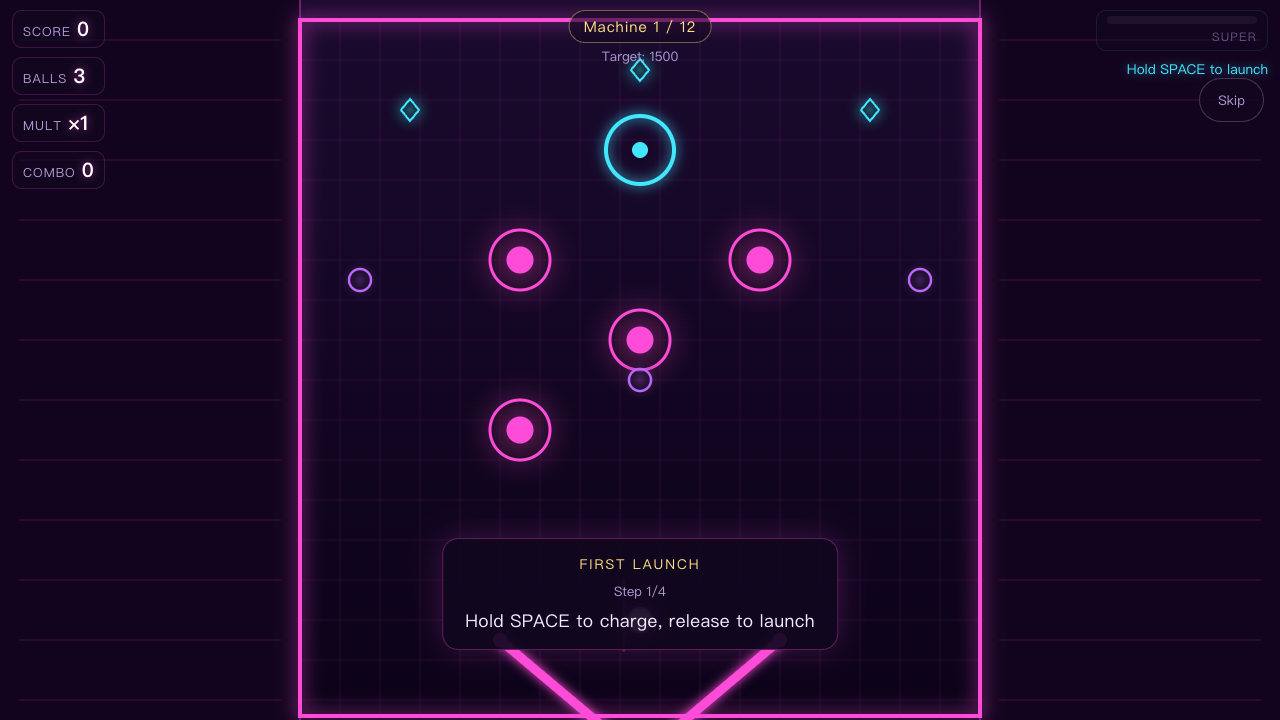 SCORE 0
BALLS 3
MULT ×1
COMBO 0
Machine 1 / 12
Target: 1500
SUPER
Hold SPACE to launch
Skip
FIRST LAUNCH
Step 1/4
Hold SPACE to charge, release to launch